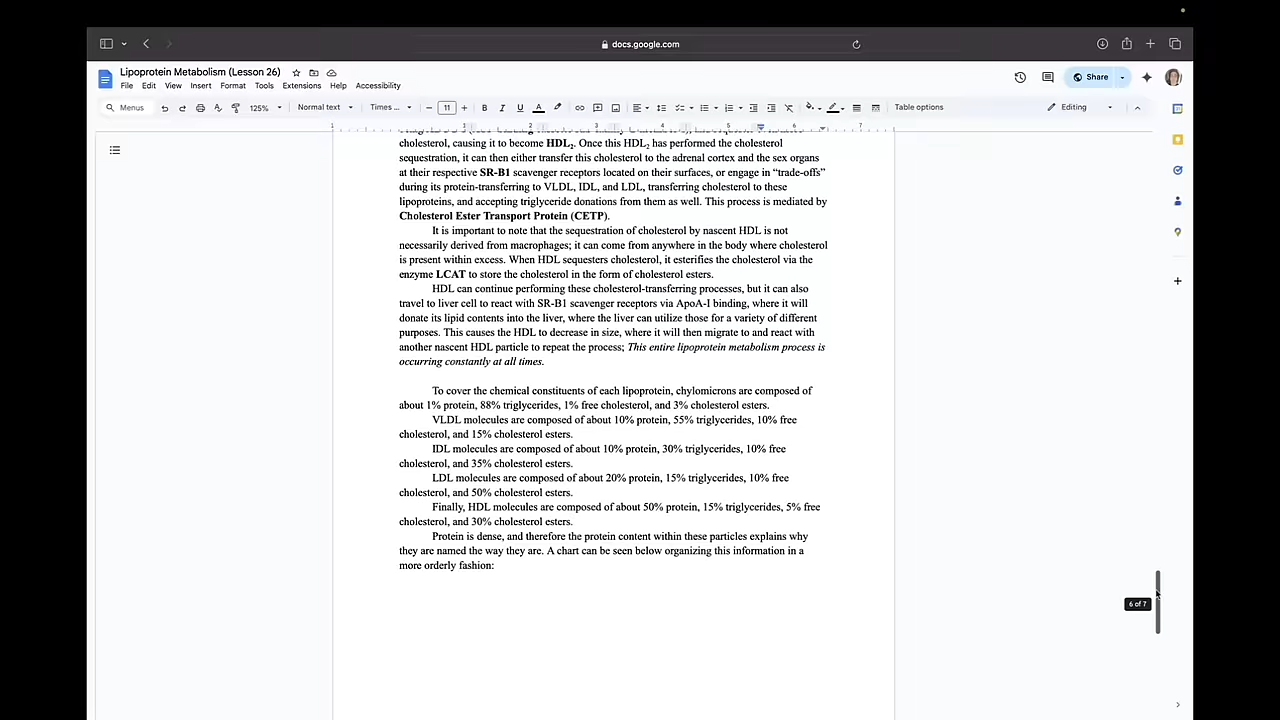 docs.google.com
Lipoprotein Metabolism (Lesson 26)
File Edit View Insert Format Tools Extensions Help Accessibility
Share
Menus 125% Normal text Times ... 11 Table options Editing
1 1 2 3 4 5 6 7
cholesterol, causing it to become HDL2. Once this HDL2 has performed the cholesterol
sequestration, it can then either transfer this cholesterol to the adrenal cortex and the sex organs
at their respective SR-B1 scavenger receptors located on their surfaces, or engage in “trade-offs”
during its protein-transferring to VLDL, IDL, and LDL, transferring cholesterol to these
lipoproteins, and accepting triglyceride donations from them as well. This process is mediated by
Cholesterol Ester Transport Protein (CETP).
It is important to note that the sequestration of cholesterol by nascent HDL is not
necessarily derived from macrophages; it can come from anywhere in the body where cholesterol
is present within excess. When HDL sequesters cholesterol, it esterifies the cholesterol via the
enzyme LCAT to store the cholesterol in the form of cholesterol esters.
HDL can continue performing these cholesterol-transferring processes, but it can also
travel to liver cell to react with SR-B1 scavenger receptors via ApoA-I binding, where it will
donate its lipid contents into the liver, where the liver can utilize those for a variety of different
purposes. This causes the HDL to decrease in size, where it will then migrate to and react with
another nascent HDL particle to repeat the process; This entire lipoprotein metabolism process is
occurring constantly at all times.
To cover the chemical constituents of each lipoprotein, chylomicrons are composed of
about 1% protein, 88% triglycerides, 1% free cholesterol, and 3% cholesterol esters.
VLDL molecules are composed of about 10% protein, 55% triglycerides, 10% free
cholesterol, and 15% cholesterol esters.
IDL molecules are composed of about 10% protein, 30% triglycerides, 10% free
cholesterol, and 35% cholesterol esters.
LDL molecules are composed of about 20% protein, 15% triglycerides, 10% free
cholesterol, and 50% cholesterol esters.
Finally, HDL molecules are composed of about 50% protein, 15% triglycerides, 5% free
cholesterol, and 30% cholesterol esters.
Protein is dense, and therefore the protein content within these particles explains why
they are named the way they are. A chart can be seen below organizing this information in a
more orderly fashion:
6 of 7